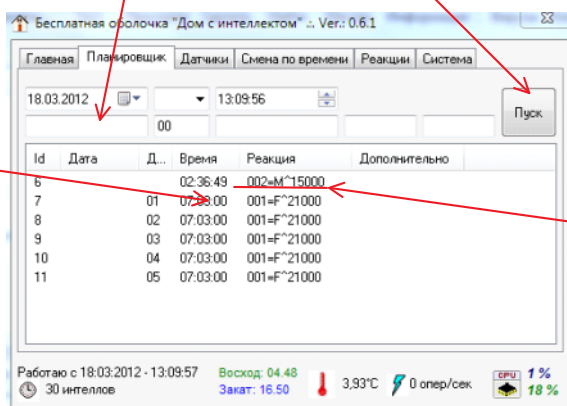 Бесплатная оболочка "Дом с интеллектом" .:. Ver.: 0.6.1
Главная Планировщик Датчики Смена по времени Реакции Система
18.03.2012 13:09:56
Пуск
00
Id Дата Д... Время Реакция Дополнительно
6 02:36:49 002=M^15000
7 01 07:03:00 001=F^21000
8 02 07:03:00 001=F^21000
9 03 07:03:00 001=F^21000
10 04 07:03:00 001=F^21000
11 05 07:03:00 001=F^21000
Работаю с 18:03:2012 - 13:09:57 Восход: 04.48 CPU 1 %
30 интеллов Закат: 16.50 3,93°C 0 опер/сек 18 %